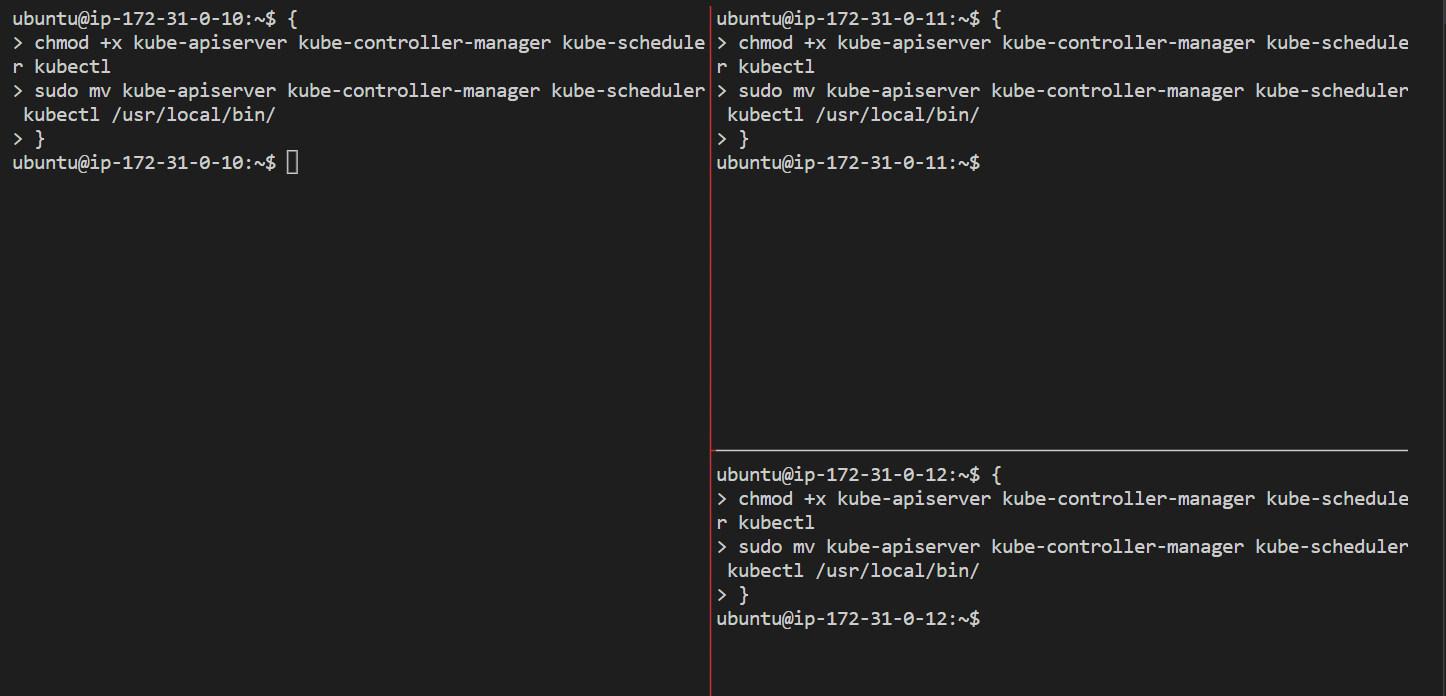 ubuntu@ip-172-31-0-10:~$ {
> chmod +x kube-apiserver kube-controller-manager kube-schedule
r kubectl
> sudo mv kube-apiserver kube-controller-manager kube-scheduler
 kubectl /usr/local/bin/
> }
ubuntu@ip-172-31-0-10:~$
ubuntu@ip-172-31-0-11:~$ {
> chmod +x kube-apiserver kube-controller-manager kube-schedule
r kubectl
> sudo mv kube-apiserver kube-controller-manager kube-scheduler
 kubectl /usr/local/bin/
> }
ubuntu@ip-172-31-0-11:~$
ubuntu@ip-172-31-0-12:~$ {
> chmod +x kube-apiserver kube-controller-manager kube-schedule
r kubectl
> sudo mv kube-apiserver kube-controller-manager kube-scheduler
 kubectl /usr/local/bin/
> }
ubuntu@ip-172-31-0-12:~$